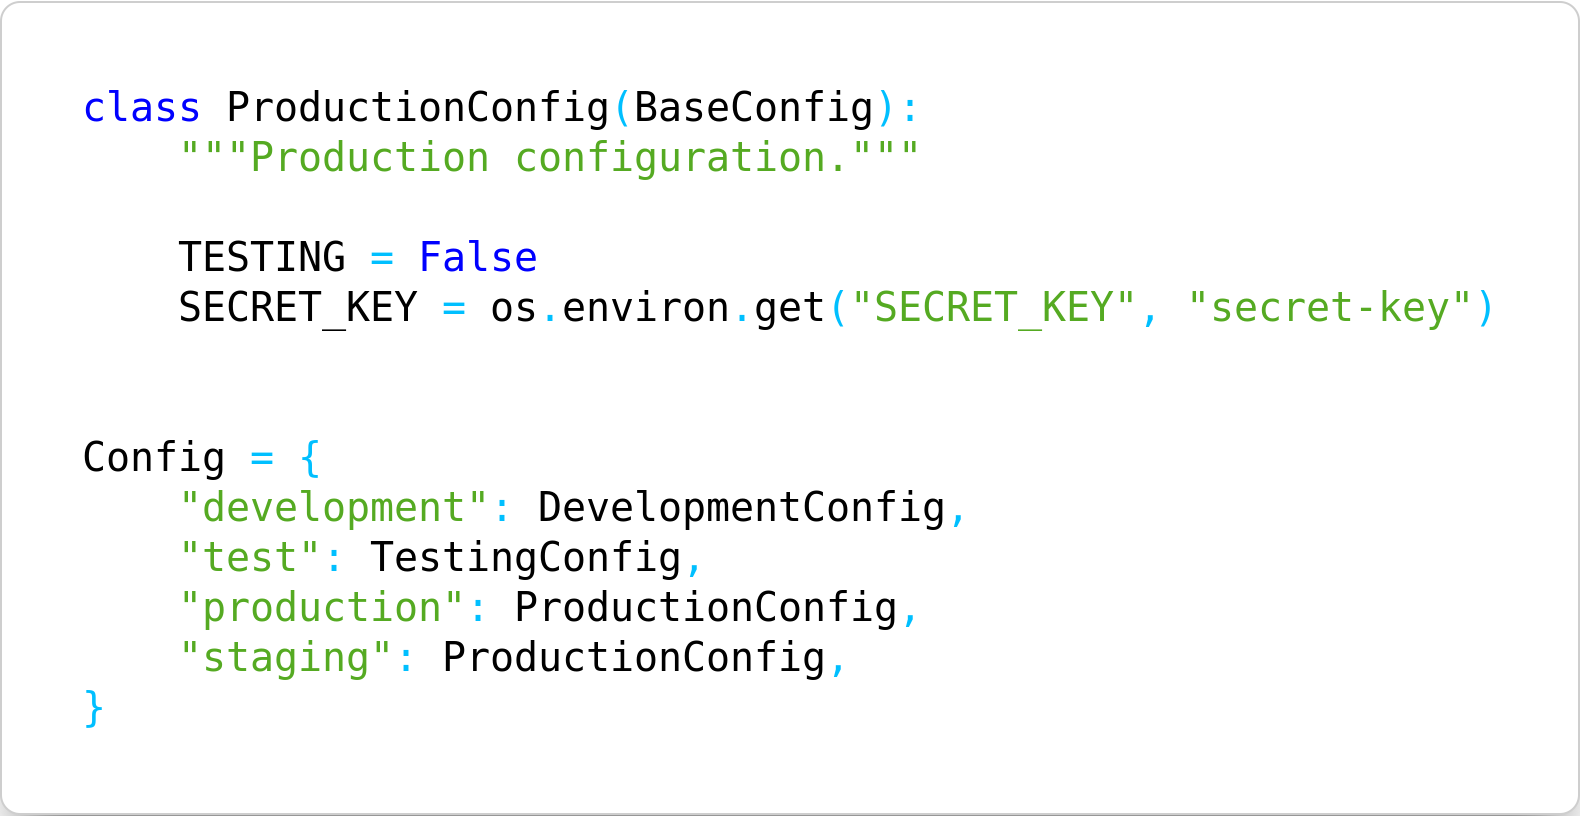 class ProductionConfig(BaseConfig):
    """Production configuration."""

    TESTING = False
    SECRET_KEY = os.environ.get("SECRET_KEY", "secret-key")


Config = {
    "development": DevelopmentConfig,
    "test": TestingConfig,
    "production": ProductionConfig,
    "staging": ProductionConfig,
}